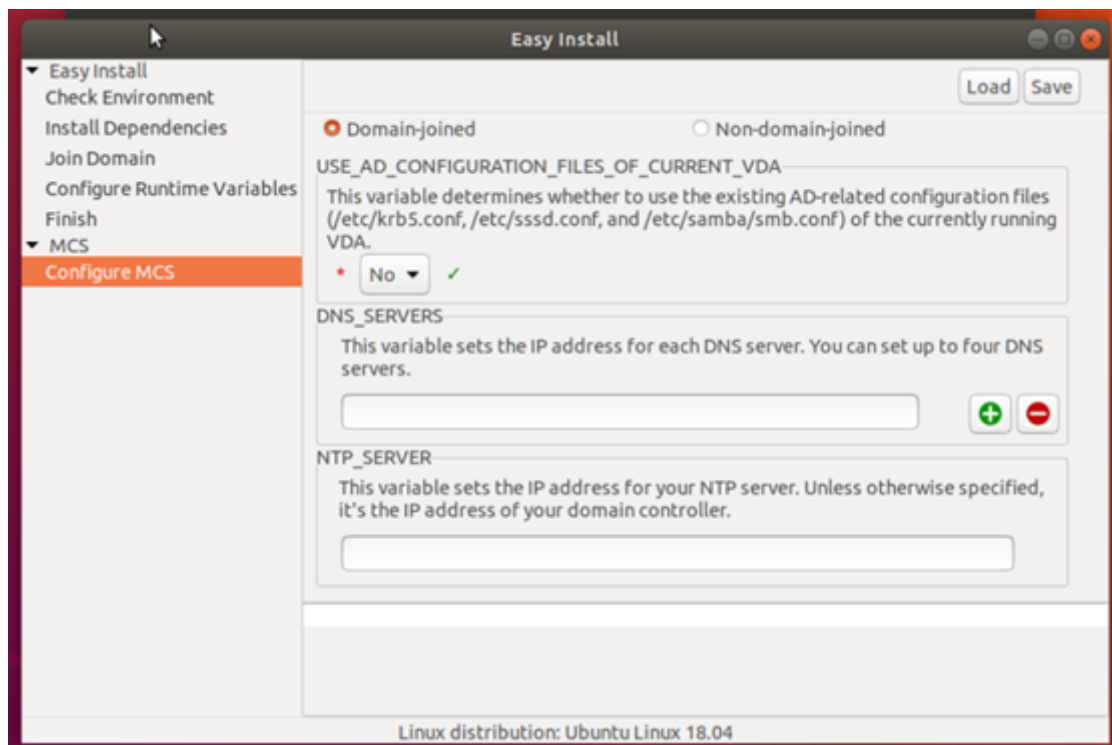 Easy Install
Easy Install
Check Environment
Install Dependencies
Join Domain
Configure Runtime Variables
Finish
MCS
Configure MCS
Load Save
Domain-joined Non-domain-joined
USE_AD_CONFIGURATION_FILES_OF_CURRENT_VDA
This variable determines whether to use the existing AD-related configuration files
(/etc/krb5.conf, /etc/sssd.conf, and /etc/samba/smb.conf) of the currently running
VDA.
* No
DNS_SERVERS
This variable sets the IP address for each DNS server. You can set up to four DNS
servers.
NTP_SERVER
This variable sets the IP address for your NTP server. Unless otherwise specified,
it's the IP address of your domain controller.
Linux distribution: Ubuntu Linux 18.04